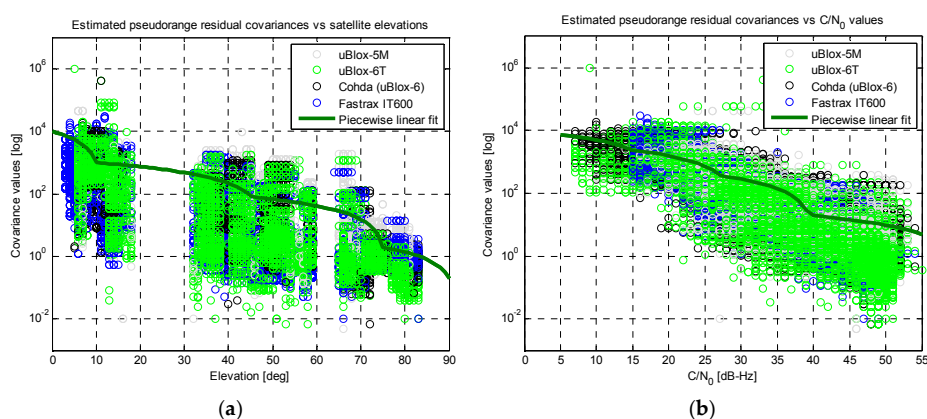 Estimated pseudorange residual covariances vs satellite elevations
Covariance values [log]
10^6
10^4
10^2
10^0
10^-2
uBlox-5M
uBlox-6T
Cohda (uBlox-6)
Fastrax IT600
Piecewise linear fit
0 10 20 30 40 50 60 70 80 90
Elevation [deg]
(a)
Estimated pseudorange residual covariances vs C/N₀ values
Covariance values [log]
10^6
10^4
10^2
10^0
10^-2
uBlox-5M
uBlox-6T
Cohda (uBlox-6)
Fastrax IT600
Piecewise linear fit
0 5 10 15 20 25 30 35 40 45 50 55
C/N₀ [dB-Hz]
(b)